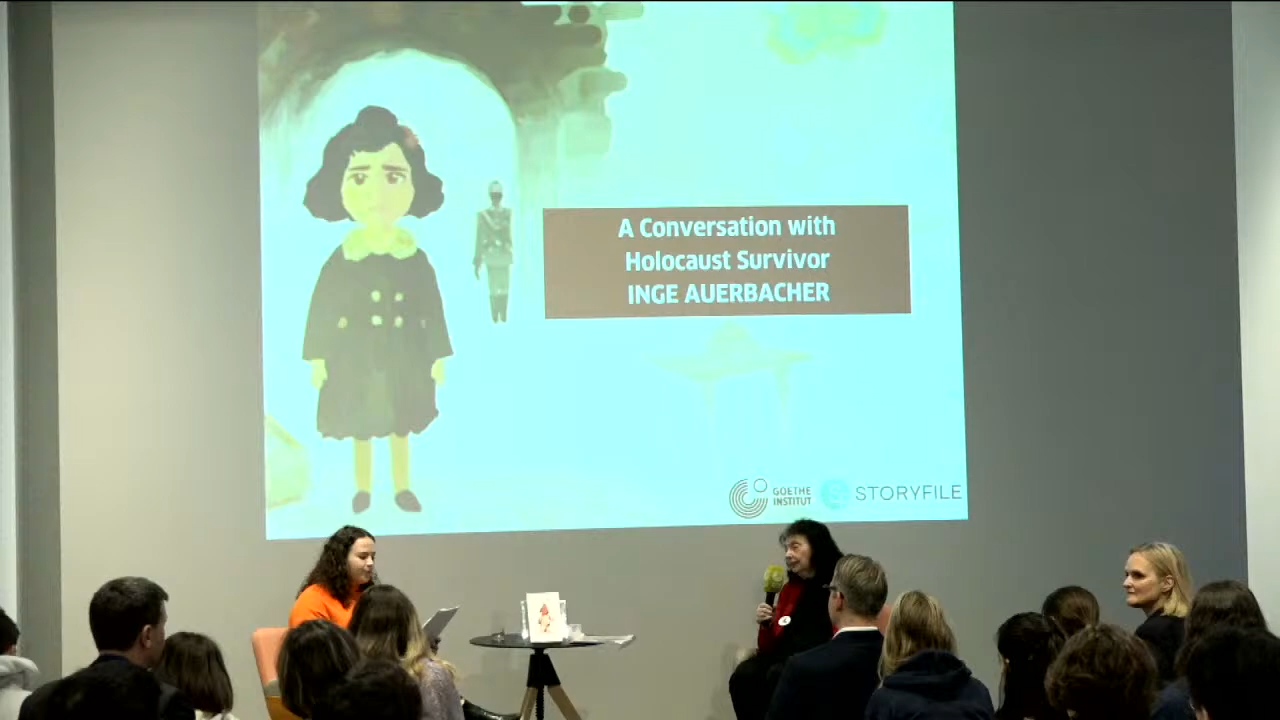 A Conversation with
Holocaust Survivor
INGE AUERBACHER
GOETHE
INSTITUT
STORYFILE